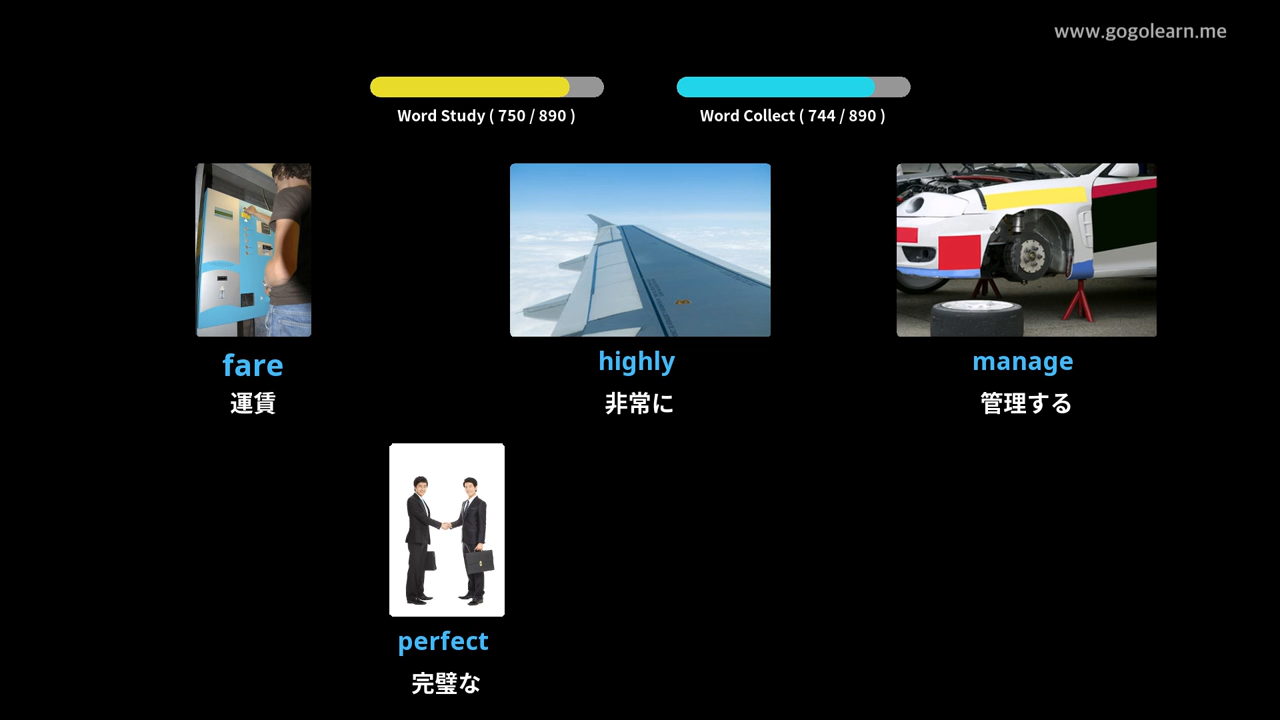 www.gogolearn.me
Word Study ( 750 / 890 )
Word Collect ( 744 / 890 )
fare
運賃
highly
非常に
manage
管理する
perfect
完璧な